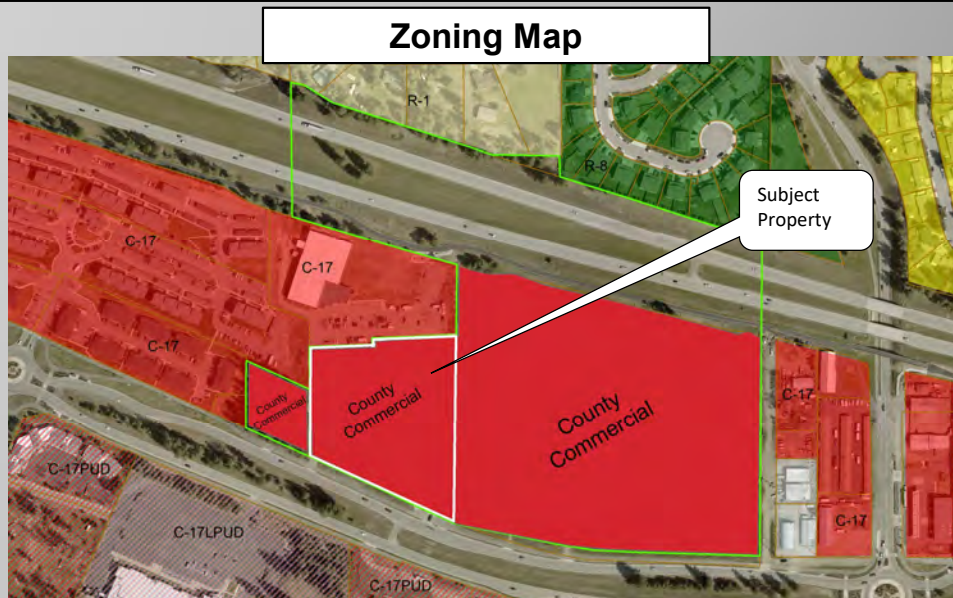 Zoning Map
R-1
R-8
Subject
Property
C-17
C-17
C-17
County
Commercial
County
Commercial
County
Commercial
C-17
C-17
C-17PUD
C-17LPUD
C-17PUD